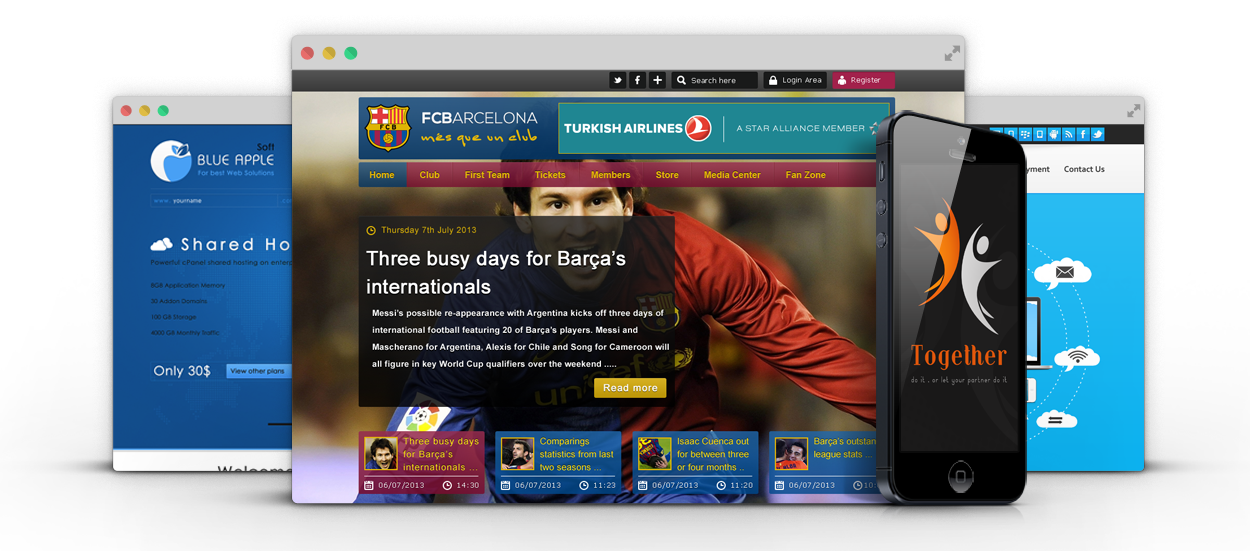 Soft
BLUE APPLE
For best Web Solutions
www. yourname .co
Shared Ho
Powerful cPanel shared hosting on enterp
8GB Application Memory
30 Addon Domains
100 GB Storage
4000 GB Monthly Traffic
Only 30$ View other plans
Welcome
Search here
Login Area
Register
FCB
FCBARCELONA
més que un club
TURKISH AIRLINES
A STAR ALLIANCE MEMBER
Home Club First Team Tickets Members Store Media Center Fan Zone
Thursday 7th July 2013
Three busy days for Barça’s
internationals
Messi’s possible re-appearance with Argentina kicks off three days of
international football featuring 20 of Barça’s players. Messi and
Mascherano for Argentina, Alexis for Chile and Song for Cameroon will
all figure in key World Cup qualifiers over the weekend .....
Read more
unicef
Three busy days
for Barça’s
internationals ...
06/07/2013 14:30
Comparings
statistics from last
two seasons ...
06/07/2013 11:23
Isaac Cuenca out
for between three
or four months ..
06/07/2013 11:20
Barça’s outstan
league stats ...
06/07/2013 10:
Together
do it . or let your partner do it
yment Contact Us